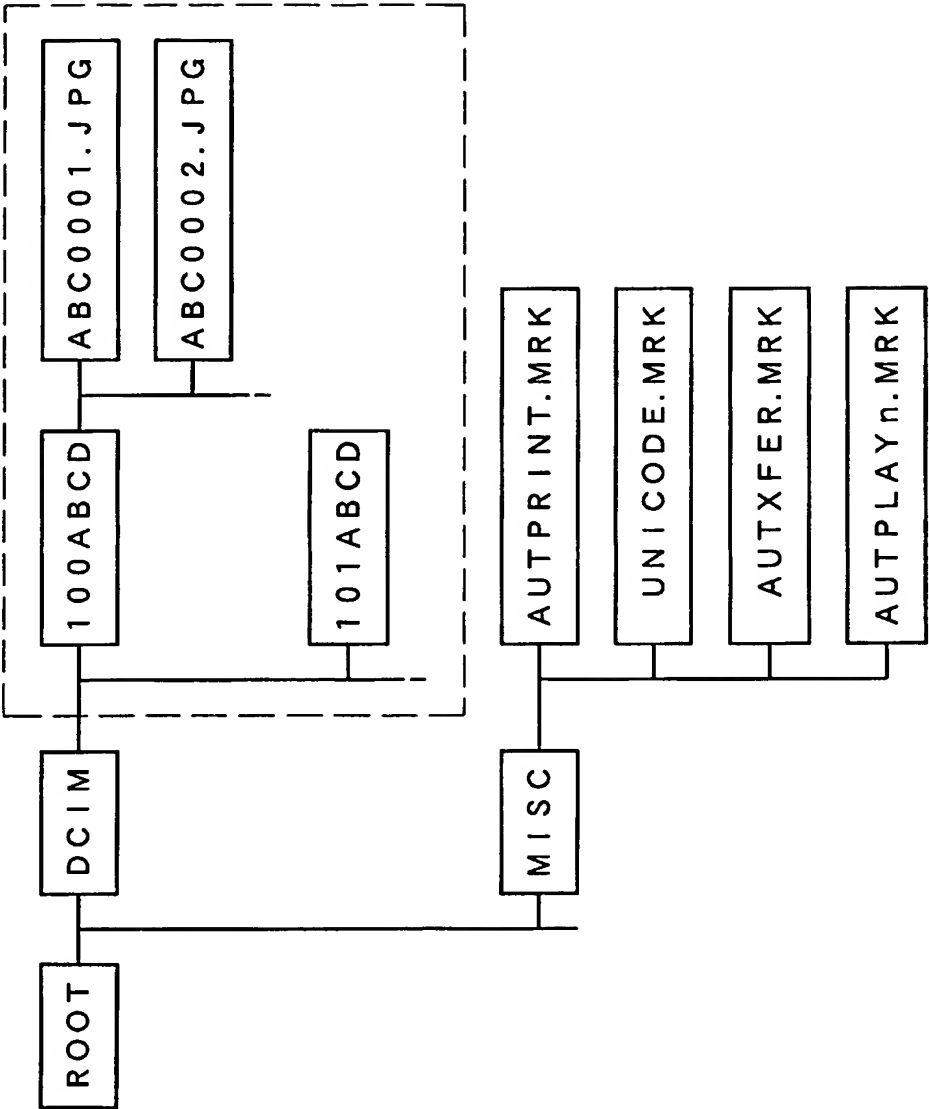 ROOT
DCIM
100ABCD
ABC0001.JPG
ABC0002.JPG
101ABCD
MISC
AUTPRINT.MRK
UNICODE.MRK
AUTXFER.MRK
AUTPLAYn.MRK